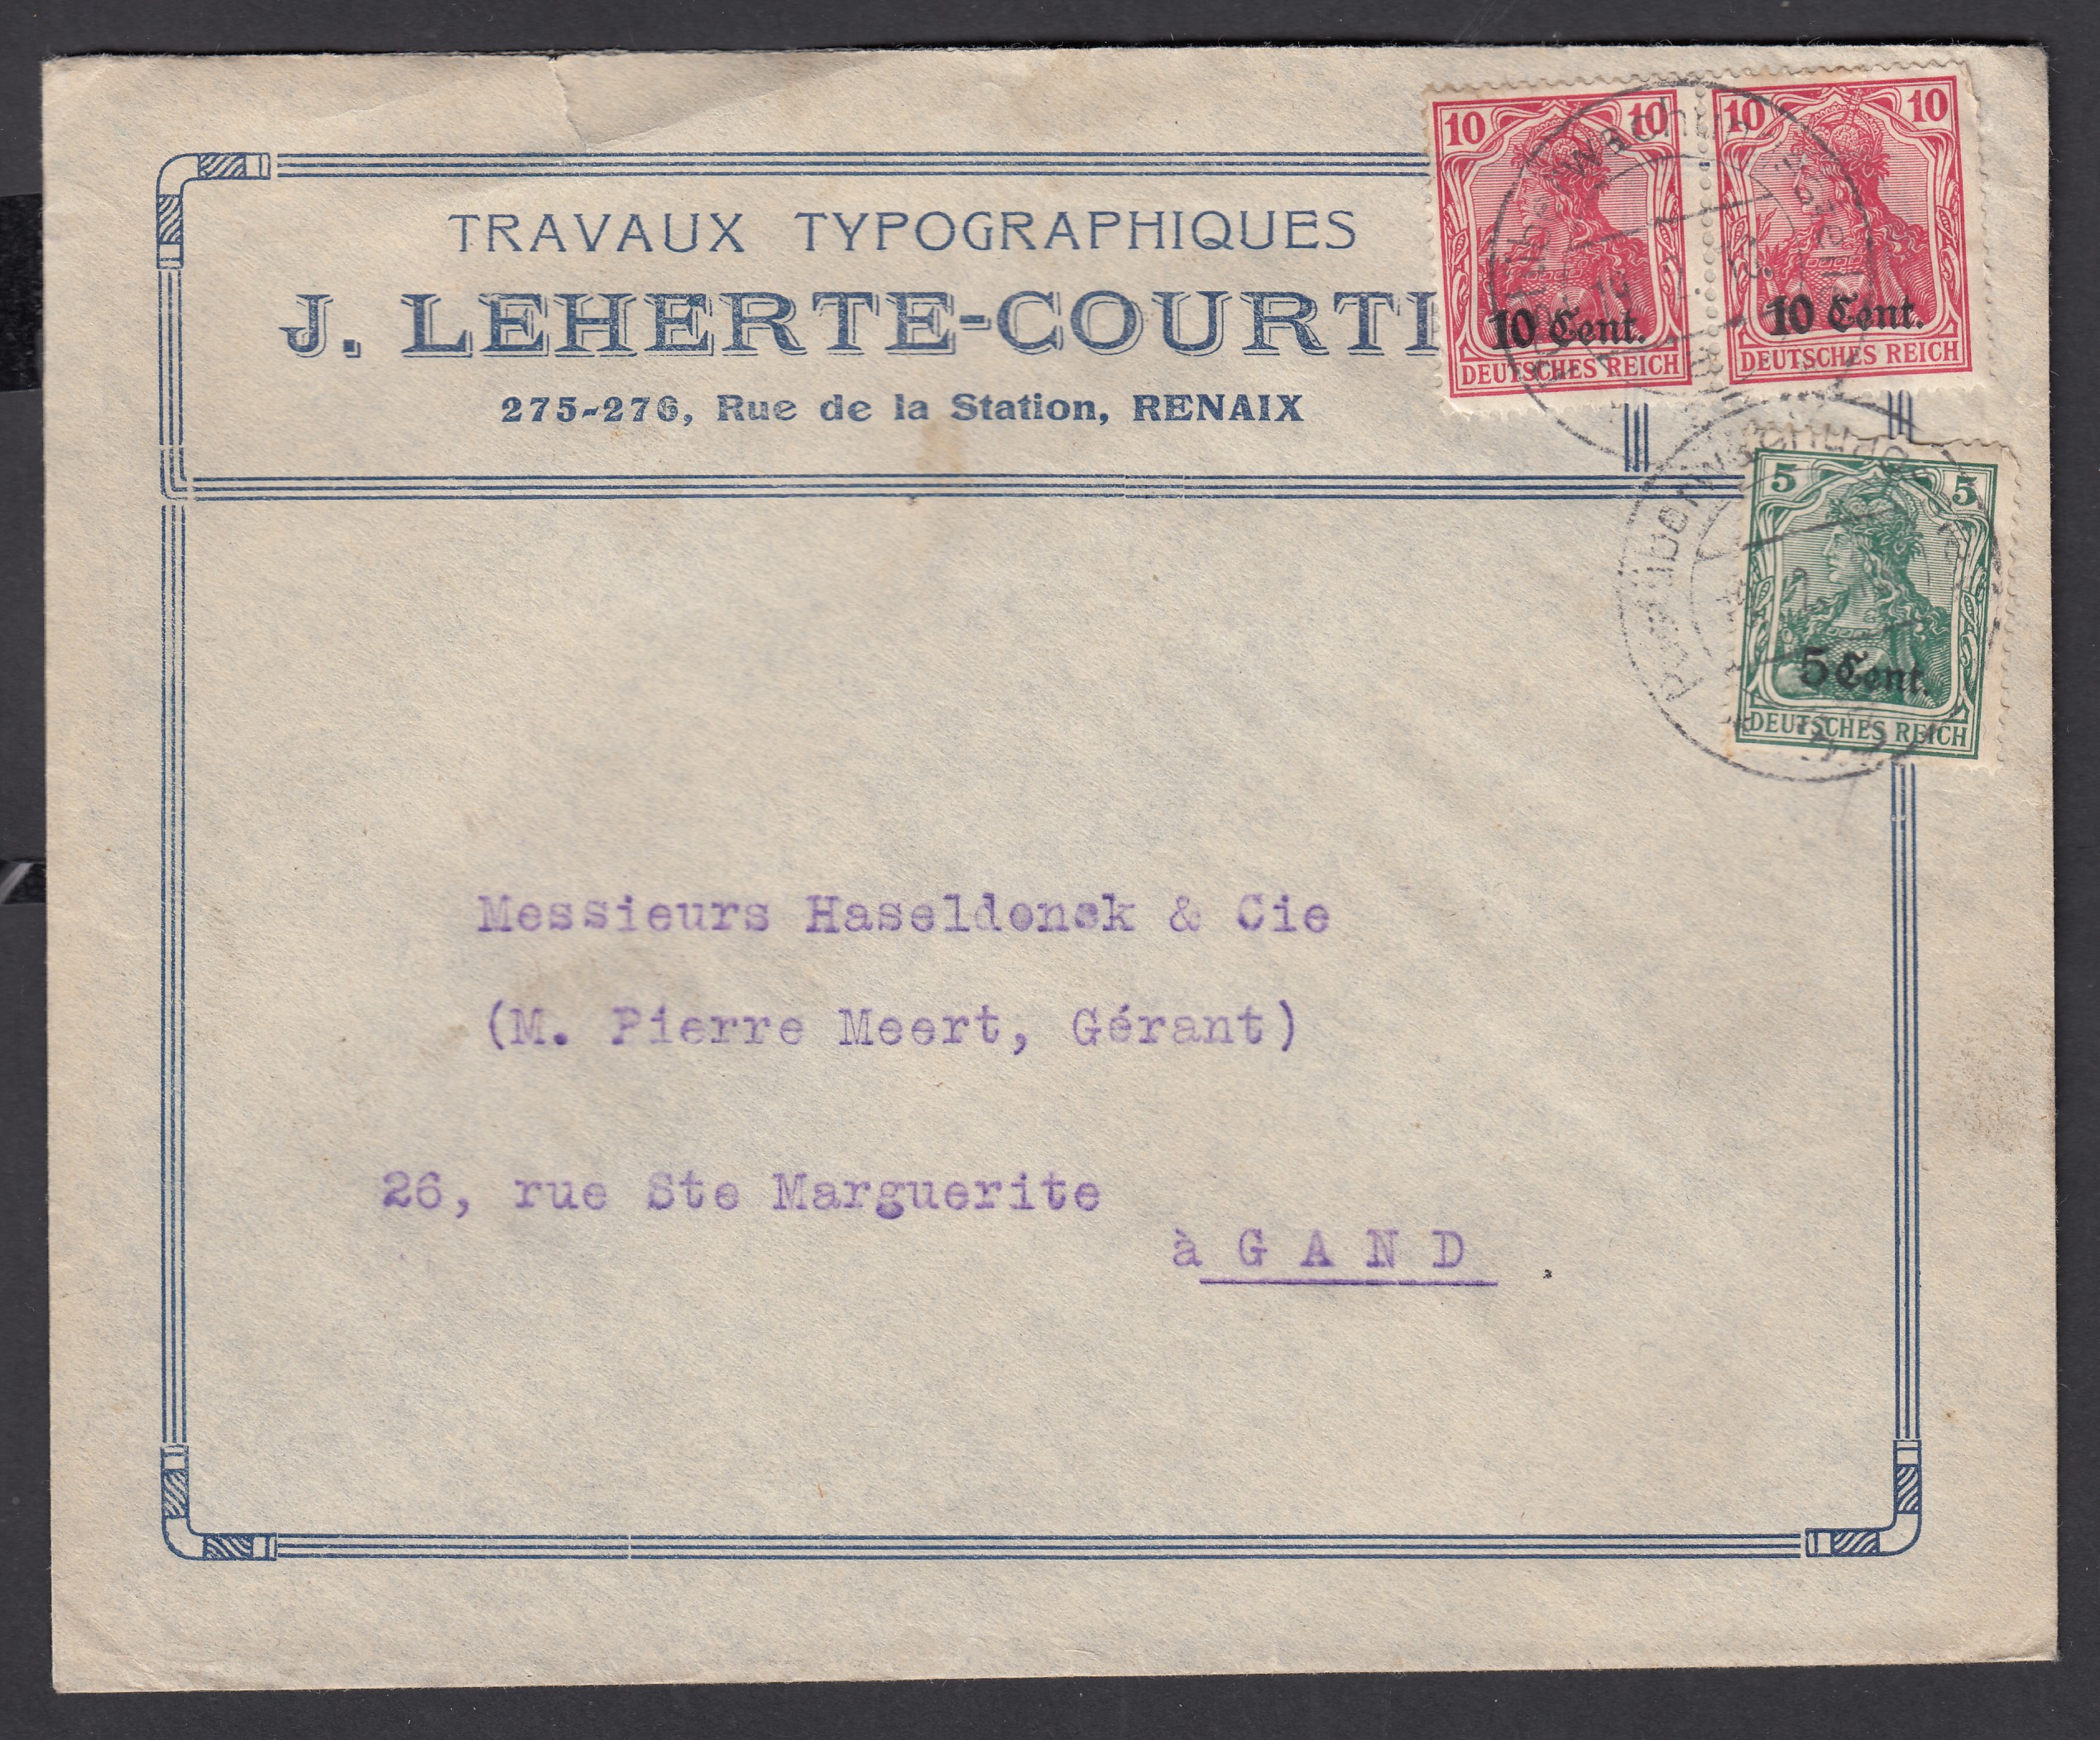 TRAVAUX TYPOGRAPHIQUES
J. LEHERTE-COURTI
275-276, Rue de la Station, RENAIX
10 10
10 Cent.
DEUTSCHES REICH
10 10
10 Cent.
DEUTSCHES REICH
5 5
5 Cent.
DEUTSCHES REICH
Messieurs Haseldonck & Cie
(M. Pierre Meert, Gérant)
26, rue Ste Marguerite
à G A N D .